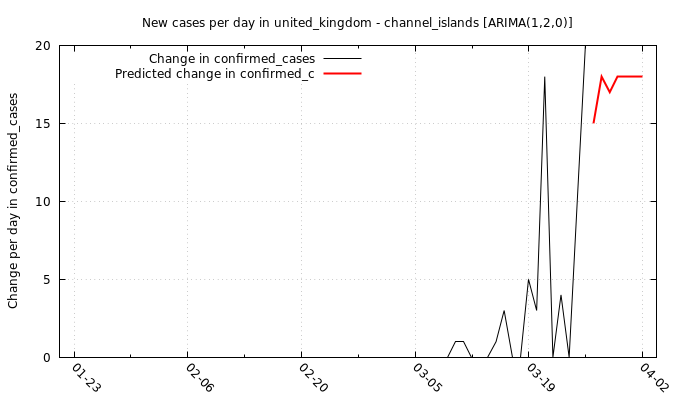 New cases per day in united_kingdom - channel_islands [ARIMA(1,2,0)]
Change in confirmed_cases
Predicted change in confirmed_c
Change per day in confirmed_cases
20
15
10
5
0
01-23
02-06
02-20
03-05
03-19
04-02